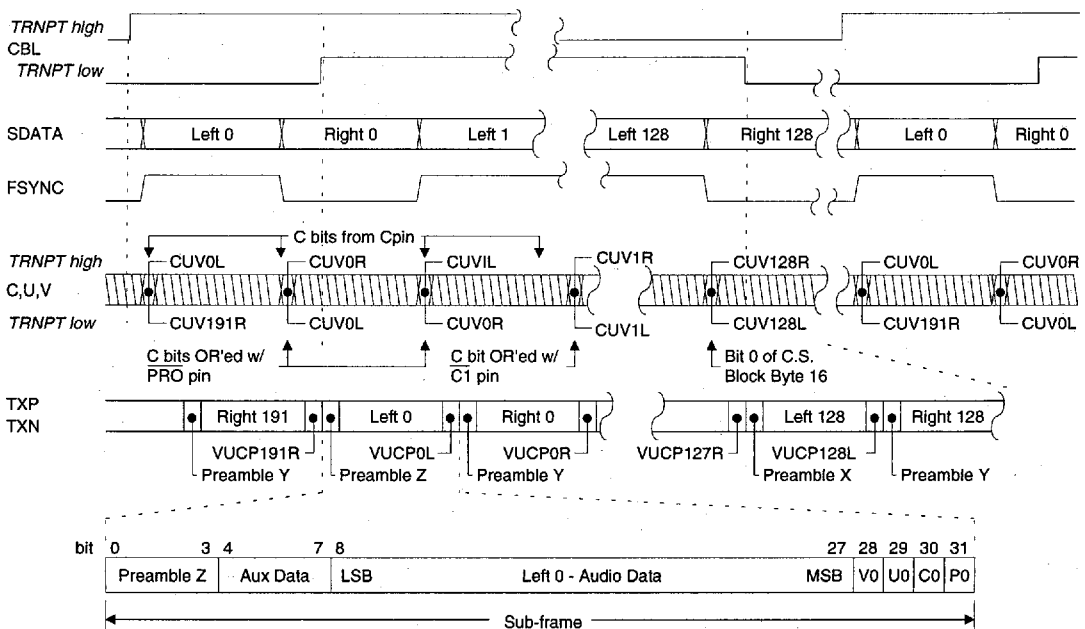 TRNPT high
CBL
TRNPT low
SDATA
Left 0
Right 0
Left 1
Left 128
Right 128
Left 0
Right 0
FSYNC
C bits from Cpin
TRNPT high
CUV0L
CUV0R
CUVIL
CUV1R
CUV128R
CUV0L
CUV0R
C,U,V
TRNPT low
CUV191R
CUV0L
CUV0R
CUV1L
CUV128L
CUV191R
CUV0L
C bits OR'ed w/
PRO pin
C bit OR'ed w/
C1 pin
Bit 0 of C.S.
Block Byte 16
TXP
TXN
Right 191
Left 0
Right 0
Left 128
Right 128
VUCP191R
VUCP0L
VUCP0R
VUCP127R
VUCP128L
Preamble Y
Preamble Z
Preamble Y
Preamble X
Preamble Y
bit 0 3 4 7 8 27 28 29 30 31
Preamble Z
Aux Data
LSB
Left 0 - Audio Data
MSB
V0
U0
C0
P0
Sub-frame